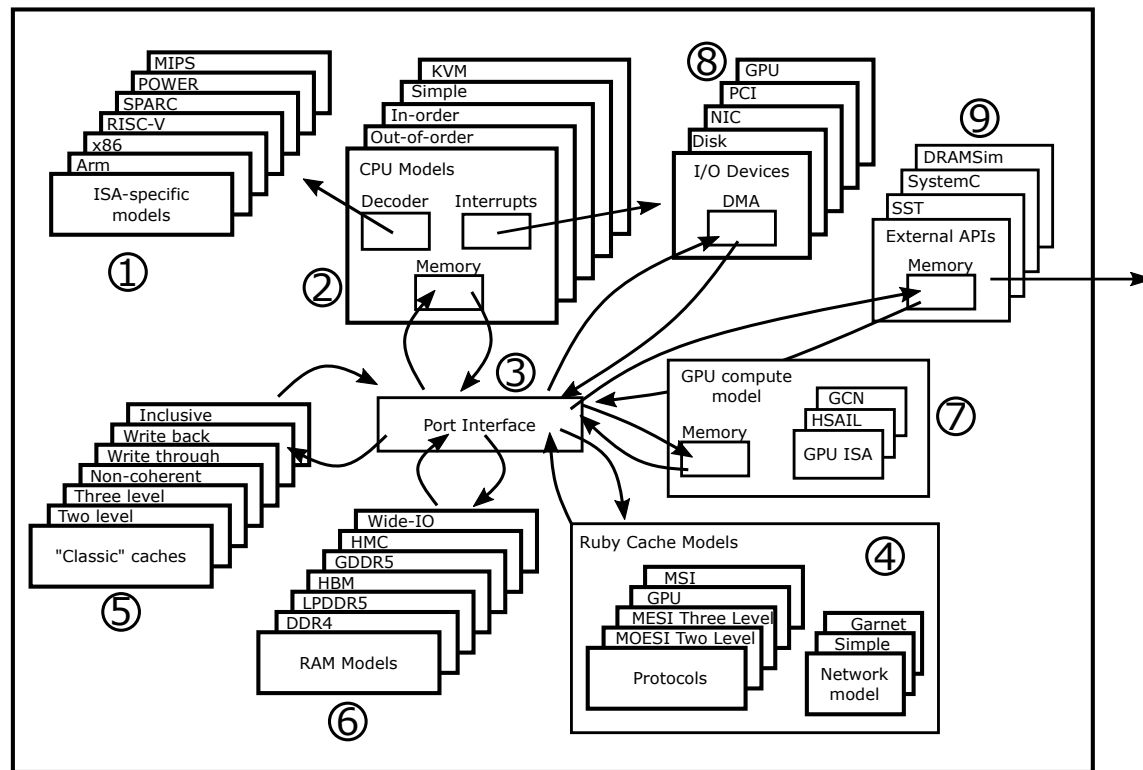 MIPS
POWER
SPARC
RISC-V
x86
Arm
ISA-specific
models
①
KVM
Simple
In-order
Out-of-order
CPU Models
Decoder
Interrupts
Memory
②
⑧
GPU
PCI
NIC
Disk
I/O Devices
DMA
⑨
DRAMSim
SystemC
SST
External APIs
Memory
③
Port Interface
GPU compute
model
Memory
GCN
HSAIL
GPU ISA
⑦
Inclusive
Write back
Write through
Non-coherent
Three level
Two level
"Classic" caches
⑤
Wide-IO
HMC
GDDR5
HBM
LPDDR5
DDR4
RAM Models
⑥
Ruby Cache Models
④
MSI
GPU
MESI Three Level
MOESI Two Level
Protocols
Garnet
Simple
Network
model